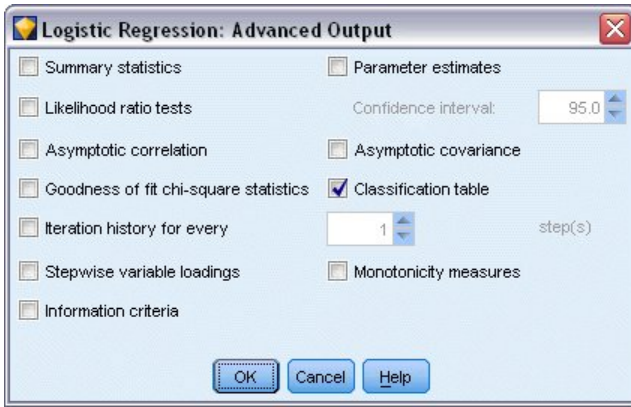 Logistic Regression: Advanced Output
Summary statistics
Parameter estimates
Likelihood ratio tests
Confidence interval:
95.0
Asymptotic correlation
Asymptotic covariance
Goodness of fit chi-square statistics
Classification table
Iteration history for every
1
step(s)
Stepwise variable loadings
Monotonicity measures
Information criteria
OK
Cancel
Help